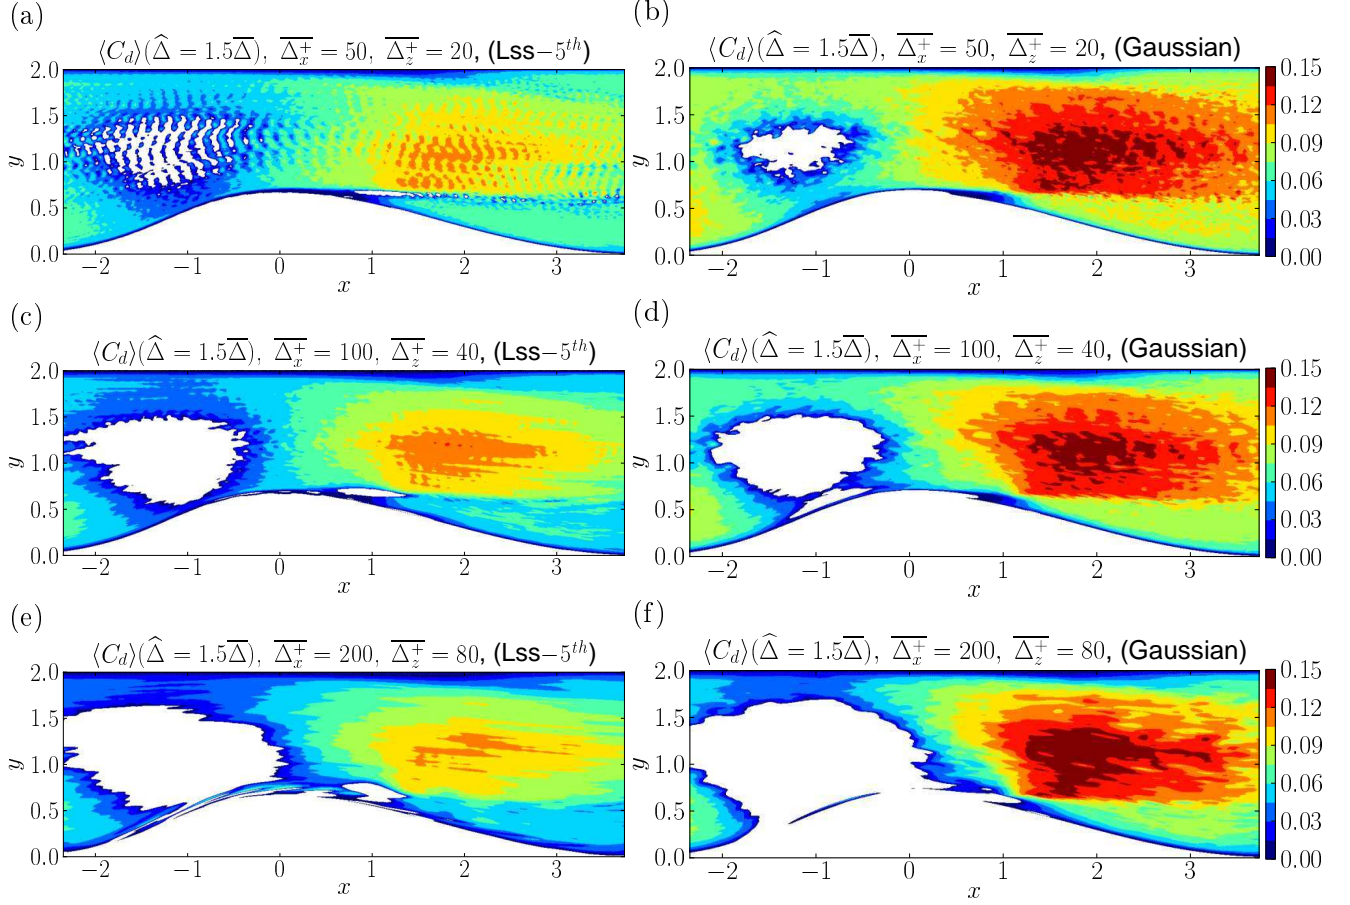 (a)
⟨C_d⟩(Δ̂ = 1.5Δ̅), Δ̅_x^+ = 50, Δ̅_z^+ = 20, (Lss−5^th)
2.0
1.5
y
1.0
0.5
0.0
−2 −1 0 1 2 3
x
(b)
⟨C_d⟩(Δ̂ = 1.5Δ̅), Δ̅_x^+ = 50, Δ̅_z^+ = 20, (Gaussian)
2.0
1.5
y
1.0
0.5
0.0
−2 −1 0 1 2 3
x
0.15
0.12
0.09
0.06
0.03
0.00
(c)
⟨C_d⟩(Δ̂ = 1.5Δ̅), Δ̅_x^+ = 100, Δ̅_z^+ = 40, (Lss−5^th)
2.0
1.5
y
1.0
0.5
0.0
−2 −1 0 1 2 3
x
(d)
⟨C_d⟩(Δ̂ = 1.5Δ̅), Δ̅_x^+ = 100, Δ̅_z^+ = 40, (Gaussian)
2.0
1.5
y
1.0
0.5
0.0
−2 −1 0 1 2 3
x
0.15
0.12
0.09
0.06
0.03
0.00
(e)
⟨C_d⟩(Δ̂ = 1.5Δ̅), Δ̅_x^+ = 200, Δ̅_z^+ = 80, (Lss−5^th)
2.0
1.5
y
1.0
0.5
0.0
−2 −1 0 1 2 3
x
(f)
⟨C_d⟩(Δ̂ = 1.5Δ̅), Δ̅_x^+ = 200, Δ̅_z^+ = 80, (Gaussian)
2.0
1.5
y
1.0
0.5
0.0
−2 −1 0 1 2 3
x
0.15
0.12
0.09
0.06
0.03
0.00